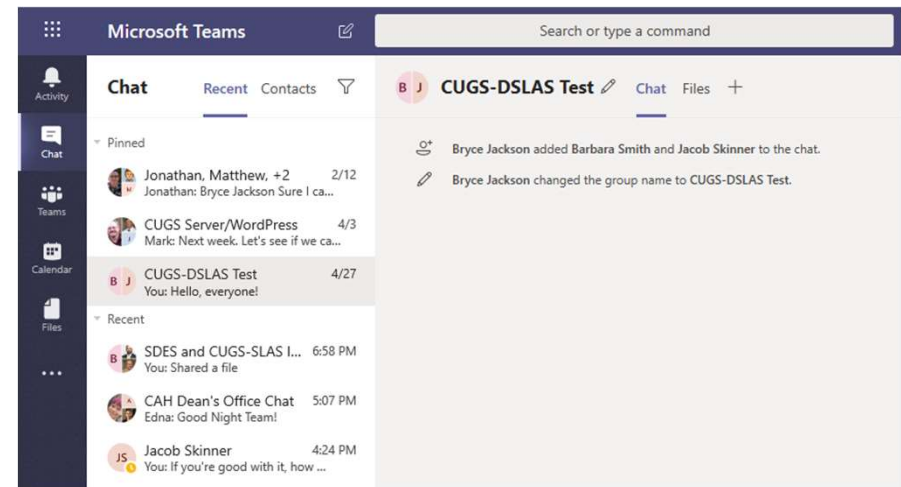 Microsoft Teams
Search or type a command
Activity
Chat
Teams
Calendar
Files
Chat Recent Contacts
Pinned
Jonathan, Matthew, +2 2/12
Jonathan: Bryce Jackson Sure I ca...
CUGS Server/WordPress 4/3
Mark: Next week. Let's see if we ca...
B J CUGS-DSLAS Test 4/27
You: Hello, everyone!
Recent
B SDES and CUGS-SLAS I... 6:58 PM
You: Shared a file
CAH Dean's Office Chat 5:07 PM
Edna: Good Night Team!
JS Jacob Skinner 4:24 PM
You: If you're good with it, how ...
B J CUGS-DSLAS Test Chat Files
Bryce Jackson added Barbara Smith and Jacob Skinner to the chat.
Bryce Jackson changed the group name to CUGS-DSLAS Test.